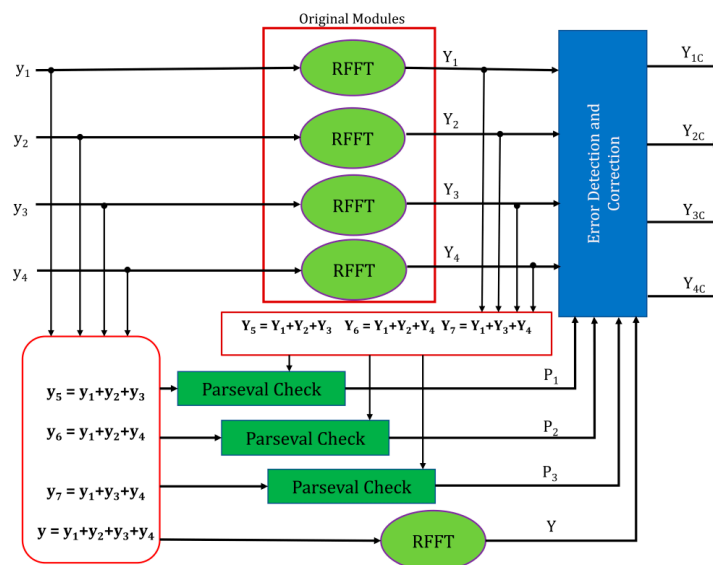 Original Modules
y₁
RFFT
Y₁
Y₁C
y₂
RFFT
Y₂
Y₂C
y₃
RFFT
Y₃
Y₃C
y₄
RFFT
Y₄
Y₄C
Error Detection and
Correction
Y₅ = Y₁+Y₂+Y₃ Y₆ = Y₁+Y₂+Y₄ Y₇ = Y₁+Y₃+Y₄
y₅ = y₁+y₂+y₃
Parseval Check
P₁
y₆ = y₁+y₂+y₄
Parseval Check
P₂
y₇ = y₁+y₃+y₄
Parseval Check
P₃
y = y₁+y₂+y₃+y₄
RFFT
Y